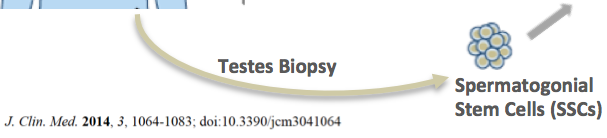 Testes Biopsy
Spermatogonial
Stem Cells (SSCs)
J. Clin. Med. 2014, 3, 1064-1083; doi:10.3390/jcm3041064